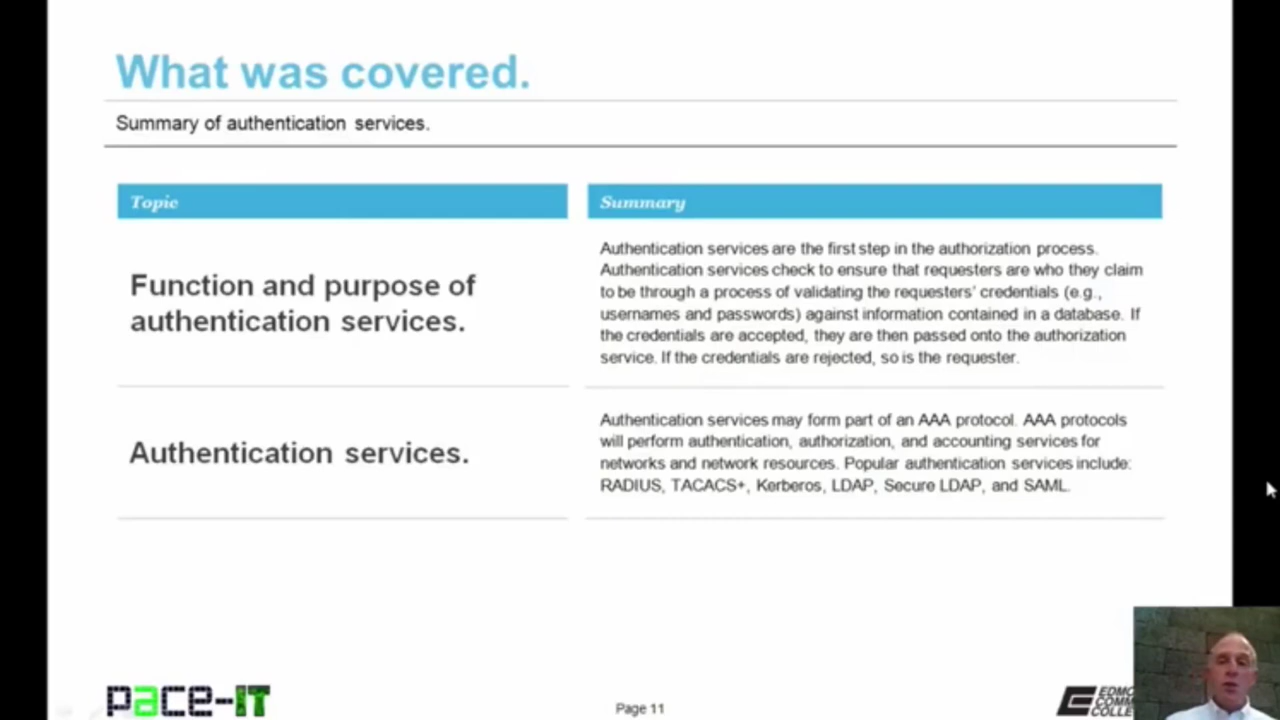 What was covered.
Summary of authentication services.
Topic
Summary
Function and purpose of
authentication services.
Authentication services are the first step in the authorization process.
Authentication services check to ensure that requesters are who they claim
to be through a process of validating the requesters' credentials (e.g.,
usernames and passwords) against information contained in a database. If
the credentials are accepted, they are then passed onto the authorization
service. If the credentials are rejected, so is the requester.
Authentication services.
Authentication services may form part of an AAA protocol. AAA protocols
will perform authentication, authorization, and accounting services for
networks and network resources. Popular authentication services include:
RADIUS, TACACS+, Kerberos, LDAP, Secure LDAP, and SAML.
pace-IT
Page 11
COLLE